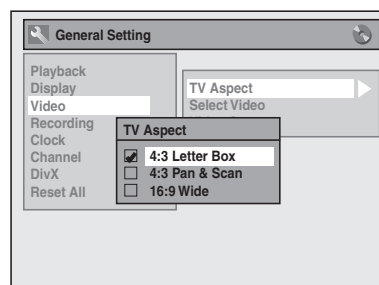 General Setting
Playback
Display
Video
Recording
Clock
Channel
DivX
Reset All
TV Aspect
Select Video
TV Aspect
4:3 Letter Box
4:3 Pan & Scan
16:9 Wide